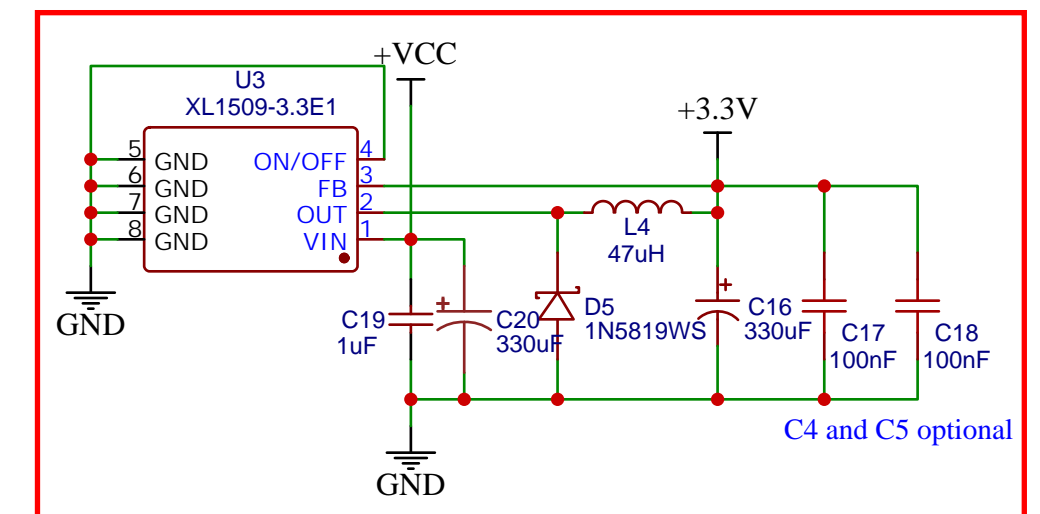 +VCC
U3
XL1509-3.3E1
+3.3V
5 GND ON/OFF 4
6 GND FB 3
7 GND OUT 2
8 GND VIN 1
L4
47uH
GND
C19
1uF
+
C20
330uF
D5
1N5819WS
+
C16
330uF
C17
100nF
C18
100nF
C4 and C5 optional
GND